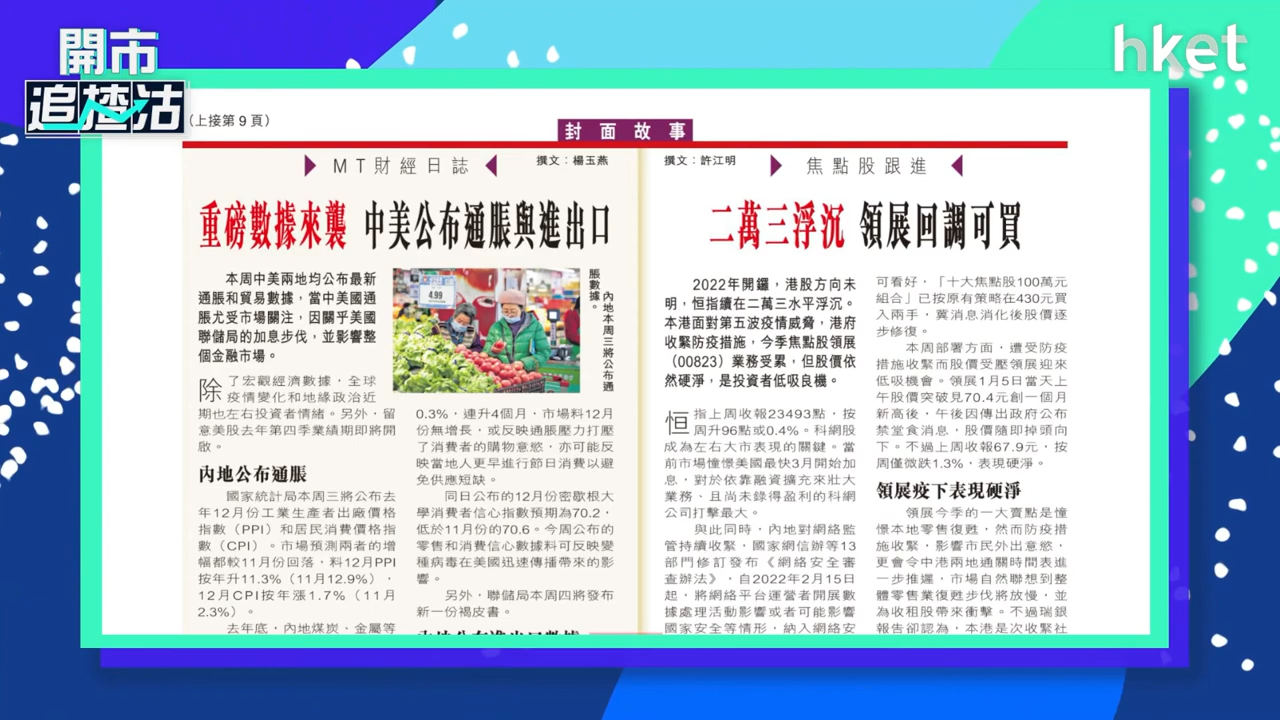 開市
追揸沽
hket
(上接第9頁)
封面故事
MT財經日誌
撰文：楊玉燕
重磅數據來襲 中美公布通脹與進出口
本周中美兩地均公布最新
通脹和貿易數據，當中美國通
脹尤受市場關注，因關乎美國
聯儲局的加息步伐，並影響整
個金融市場。
除了宏觀經濟數據，全球
疫情變化和地緣政治近
期也左右投資者情緒。另外，留
意美股去年第四季業績期即將開
啟。
內地公布通脹
國家統計局本周三將公布去
年12月份工業生產者出廠價格
指數（PPI）和居民消費價格指
數（CPI）。市場預測兩者的增
幅都較11月份回落，料12月PPI
按年升11.3%（11月12.9%），
12月CPI按年漲1.7%（11月
2.3%）。
去年底，內地煤炭、金屬等
4.99
內地本周三將公布通
脹數據。
0.3%，連升4個月，市場料12月
份無增長，或反映通脹壓力打壓
了消費者的購物意慾，亦可能反
映當地人更早進行節日消費以避
免供應短缺。
同日公布的12月份密歇根大
學消費者信心指數預期為70.2，
低於11月份的70.6。今周公布的
零售和消費信心數據料可反映變
種病毒在美國迅速傳播帶來的影
響。
另外，聯儲局本周四將發布
新一份褐皮書。
撰文：許江明
焦點股跟進
二萬三浮沉 領展回調可買
2022年開鑼，港股方向未
明，恒指續在二萬三水平浮沉。
本港面對第五波疫情威脅，港府
收緊防疫措施，今季焦點股領展
（00823）業務受累，但股價依
然硬淨，是投資者低吸良機。
恒指上周收報23493點，按
周升96點或0.4%。科網股
成為左右大市表現的關鍵。當
前市場憧憬美國最快3月開始加
息，對於依靠融資擴充來壯大
業務、且尚未錄得盈利的科網
公司打擊最大。
與此同時，內地對網絡監
管持續收緊，國家網信辦等13
部門修訂發布《網絡安全審
查辦法》，自2022年2月15日
起，將網絡平台運營者開展數
據處理活動影響或者可能影響
國家安全等情形，納入網絡安
可看好，「十大焦點股100萬元
組合」已按原有策略在430元買
入兩手，冀消息消化後股價逐
步修復。
本周部署方面，遭受防疫
措施收緊而股價受壓領展迎來
低吸機會。領展1月5日當天上
午股價突破見70.4元創一個月
新高後，午後因傳出政府公布
禁堂食消息，股價隨即掉頭向
下。不過上周收報67.9元，按
周僅微跌1.3%，表現硬淨。
領展疫下表現硬淨
領展今季的一大賣點是憧
憬本地零售復甦，然而防疫措
施收緊，影響市民外出意慾，
更會令中港兩地通關時間表進
一步推遲，市場自然聯想到整
體零售業復甦步伐將放慢，並
為收租股帶來衝擊。不過瑞銀
報告卻認為，本港是次收緊社